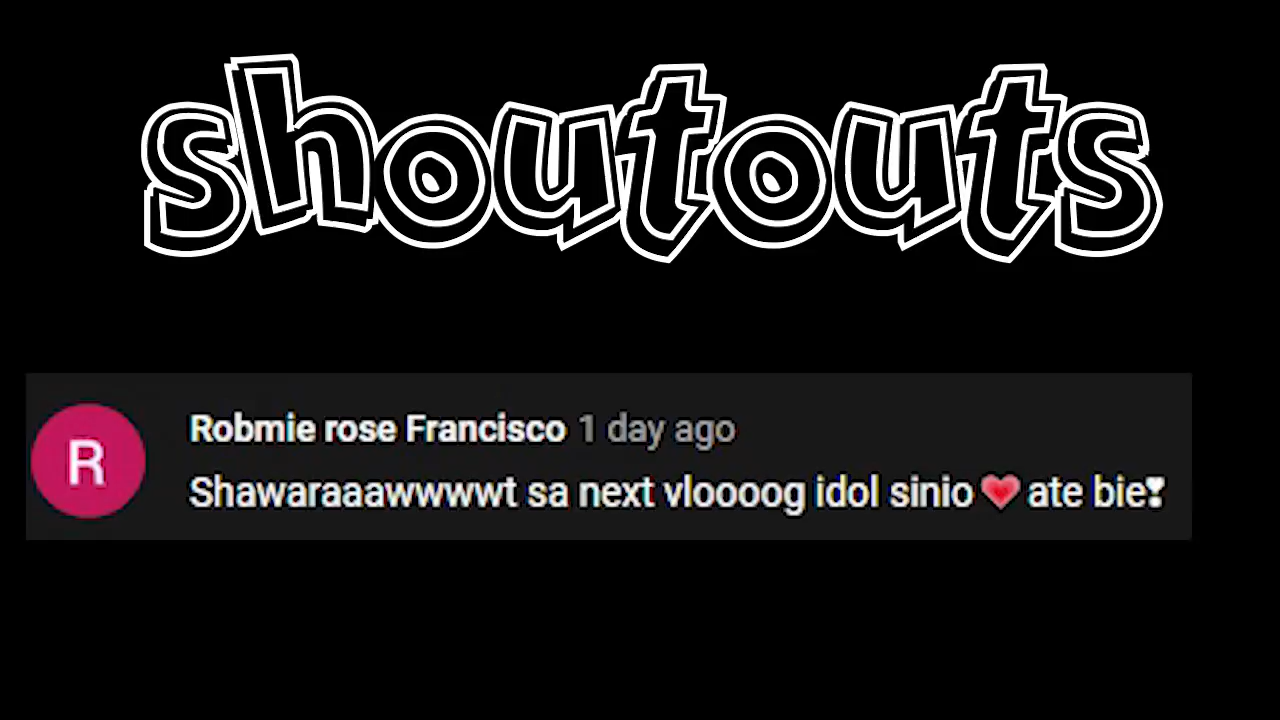 shoutouts
R
Robmie rose Francisco 1 day ago
Shawaraaawwwwt sa next vloooog idol sinio❤️ate bie❣